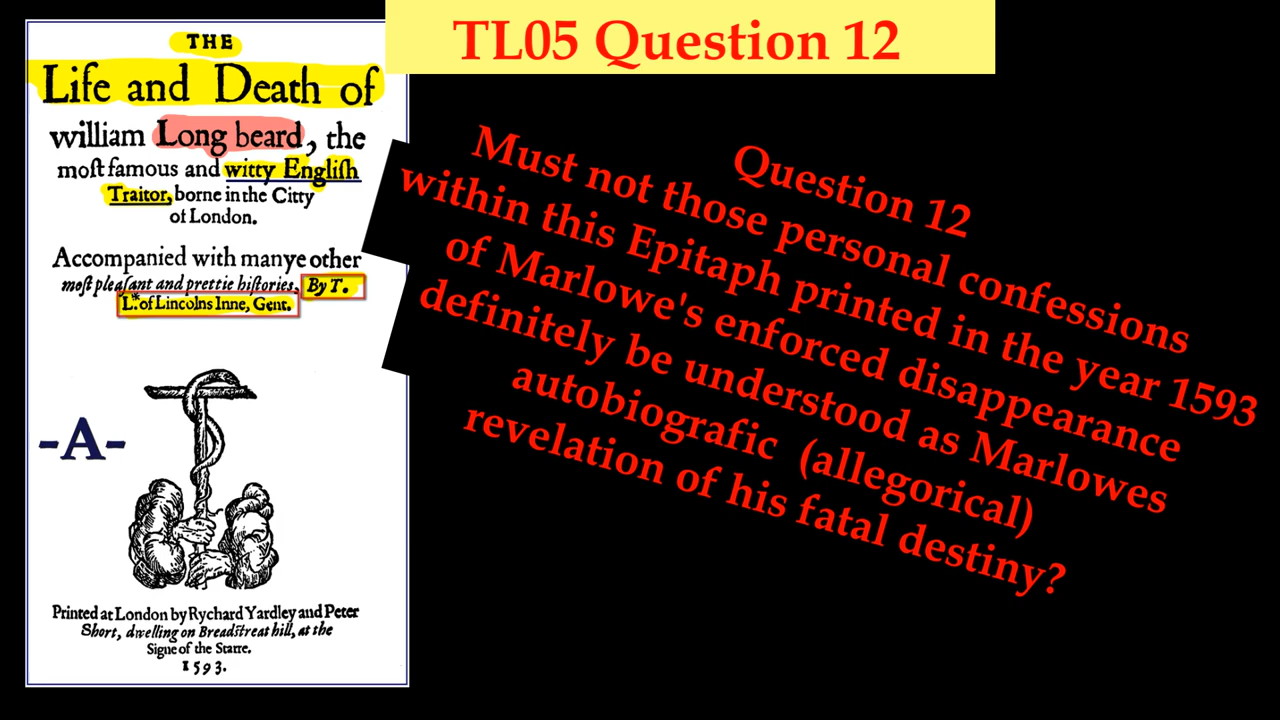 TL05 Question 12
THE
Life and Death of
william Long beard, the
moſt famous and witty Engliſh
Traitor, borne in the Citty
of London.
Accompanied with manye other
moſt pleaſant and prettie hiſtories, By T.
L.*of Lincolns Inne, Gent.
-A-
Printed at London by Rychard Yardley and Peter
Short, dwelling on Breadſtreat hill, at the
Signe of the Starre.
1593.
Question 12
Must not those personal confessions
within this Epitaph printed in the year 1593
of Marlowe's enforced disappearance
definitely be understood as Marlowes
autobiografic (allegorical)
revelation of his fatal destiny?